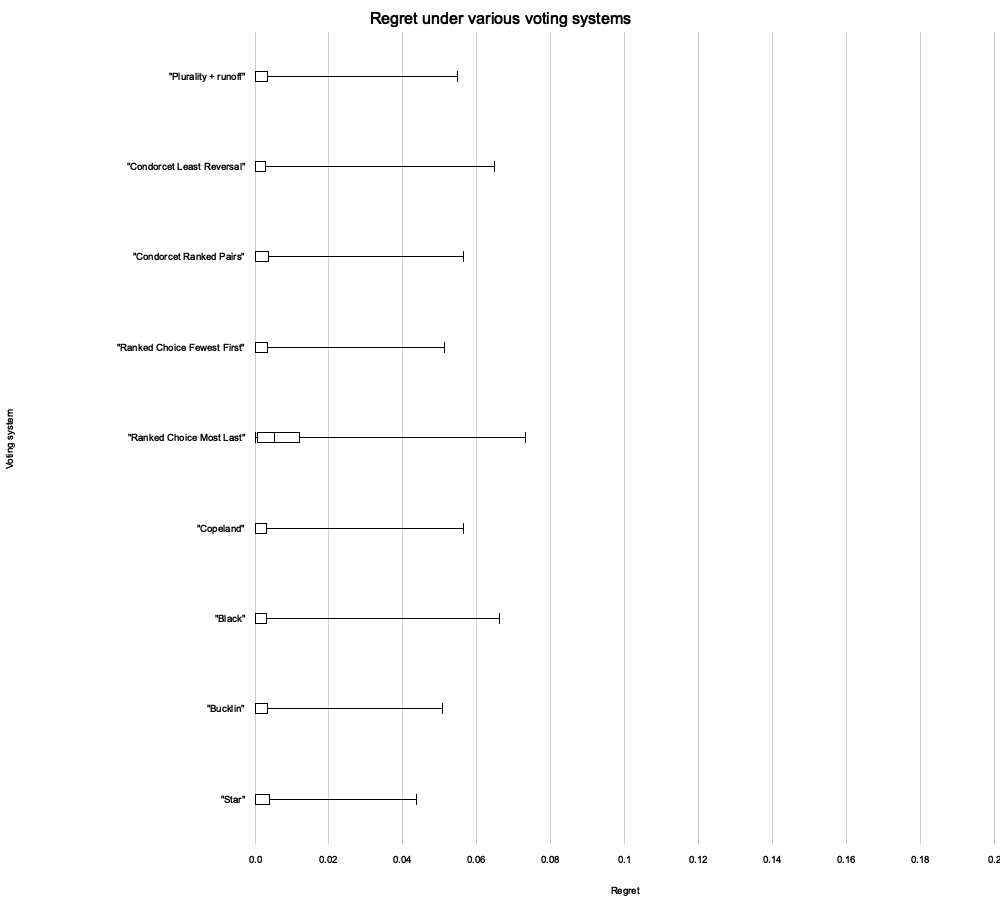 Regret under various voting systems
"Plurality + runoff"
"Condorcet Least Reversal"
"Condorcet Ranked Pairs"
"Ranked Choice Fewest First"
"Ranked Choice Most Last"
Voting system
"Copeland"
"Black"
"Bucklin"
"Star"
0.0 0.02 0.04 0.06 0.08 0.1 0.12 0.14 0.16 0.18 0.2
Regret